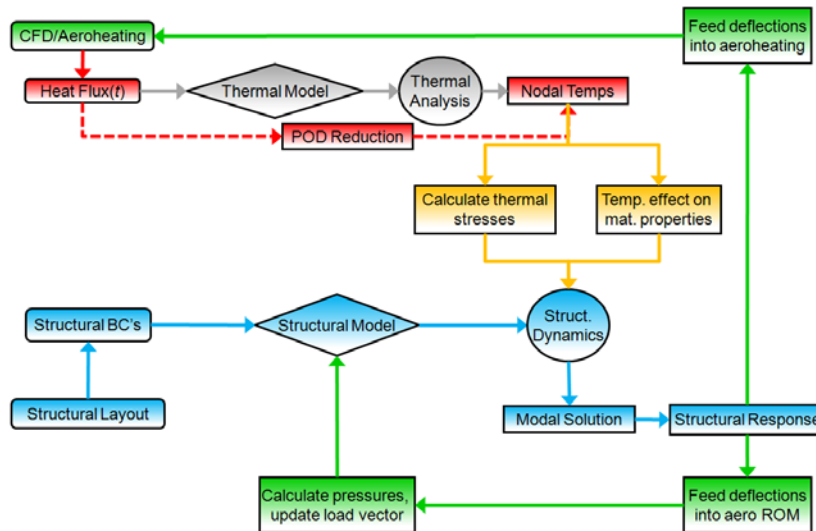 CFD/Aeroheating
Feed deflections
into aeroheating
Heat Flux(t)
Thermal Model
Thermal
Analysis
Nodal Temps
POD Reduction
Calculate thermal
stresses
Temp. effect on
mat. properties
Structural BC's
Structural Model
Struct.
Dynamics
Structural Layout
Modal Solution
Structural Response
Calculate pressures,
update load vector
Feed deflections
into aero ROM